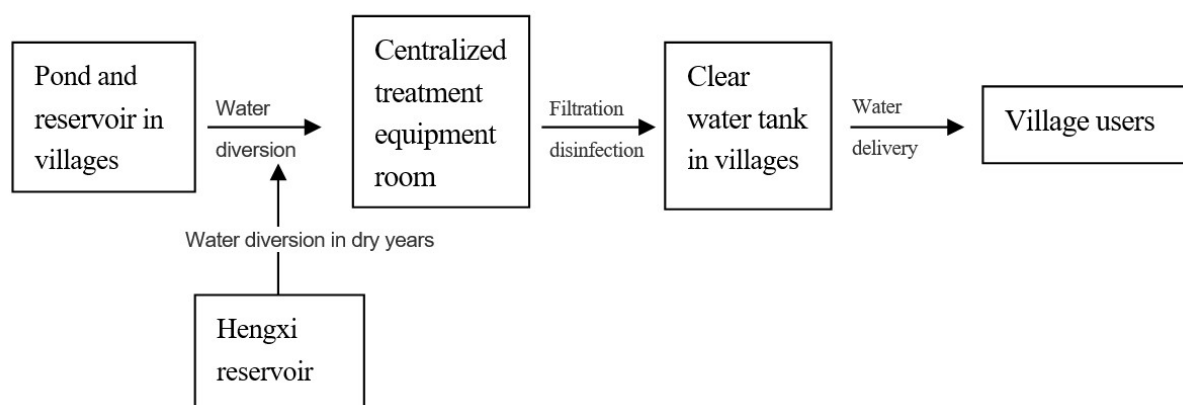 Pond and
reservoir in
villages
Water
diversion
Centralized
treatment
equipment
room
Filtration
disinfection
Clear
water tank
in villages
Water
delivery
Village users
Water diversion in dry years
Hengxi
reservoir